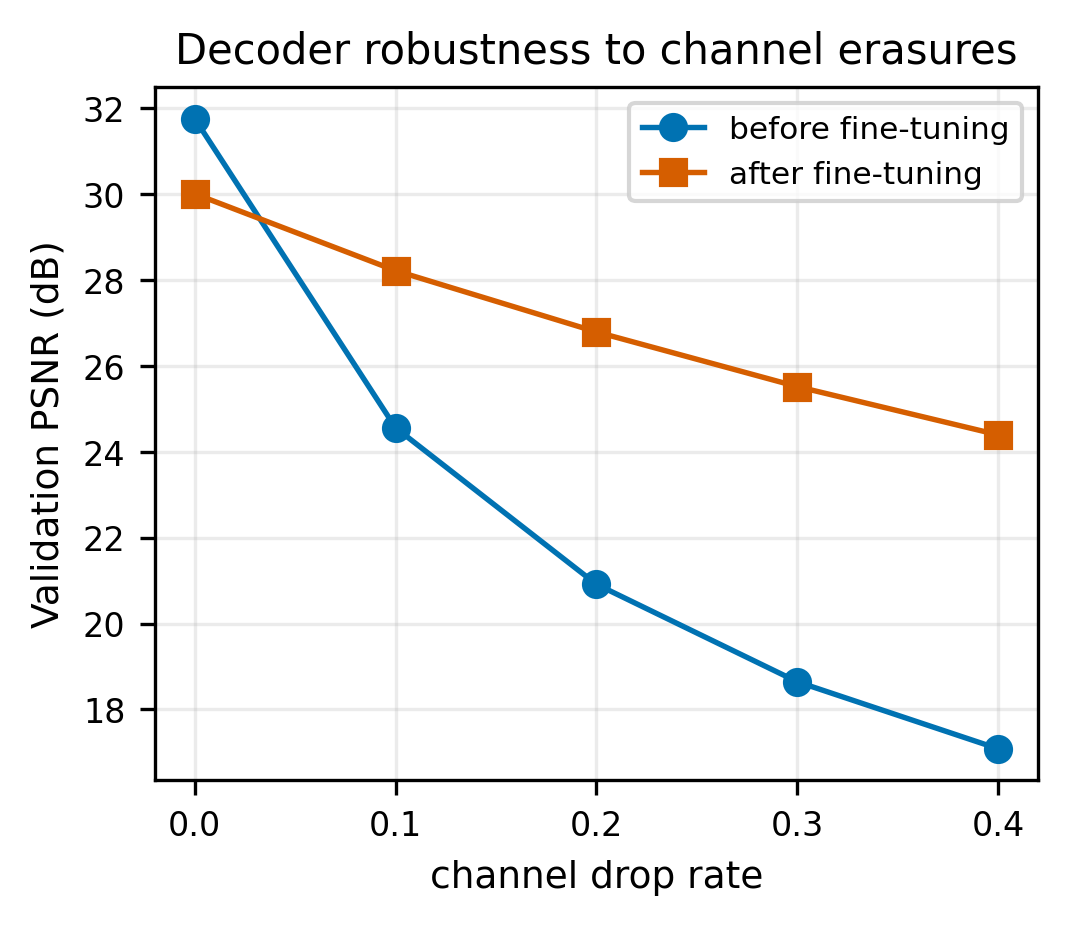 Decoder robustness to channel erasures
before fine-tuning
after fine-tuning
Validation PSNR (dB)
32
30
28
26
24
22
20
18
0.0 0.1 0.2 0.3 0.4
channel drop rate